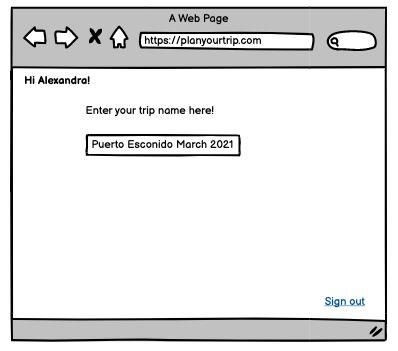 A Web Page
https://planyourtrip.com
Hi Alexandra!
Enter your trip name here!
Puerto Esconido March 2021
Sign out